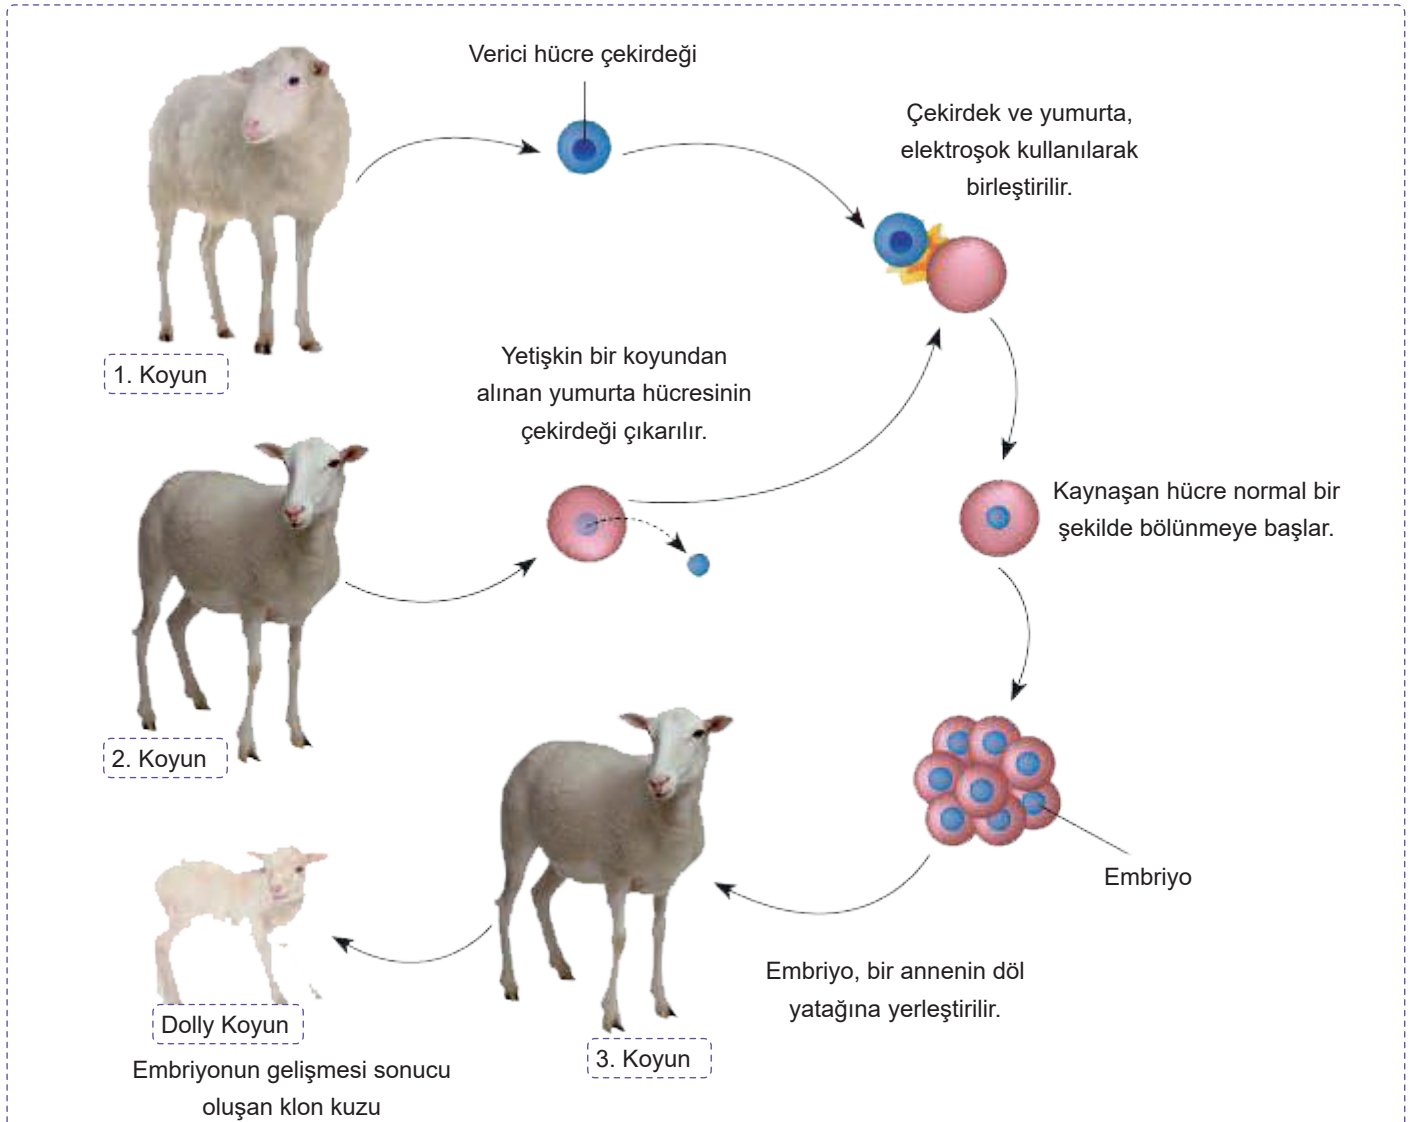 Verici hücre çekirdeği
Çekirdek ve yumurta,
elektroşok kullanılarak
birleştirilir.
1. Koyun
Yetişkin bir koyundan
alınan yumurta hücresinin
çekirdeği çıkarılır.
Kaynaşan hücre normal bir
şekilde bölünmeye başlar.
2. Koyun
Embriyo
Embriyo, bir annenin döl
yatağına yerleştirilir.
3. Koyun
Dolly Koyun
Embriyonun gelişmesi sonucu
oluşan klon kuzu